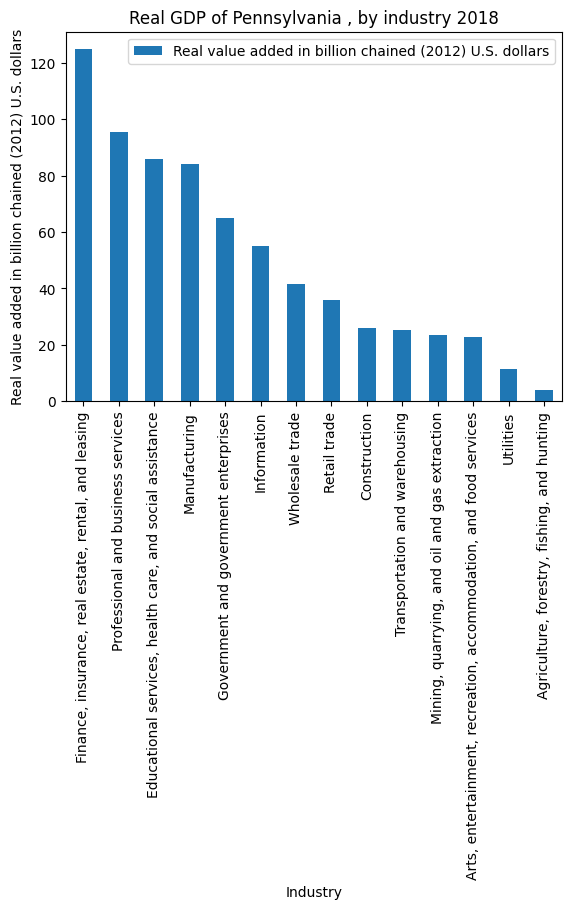 Real GDP of Pennsylvania , by industry 2018
Real value added in billion chained (2012) U.S. dollars
Real value added in billion chained (2012) U.S. dollars
120
100
80
60
40
20
0
Finance, insurance, real estate, rental, and leasing
Professional and business services
Educational services, health care, and social assistance
Manufacturing
Government and government enterprises
Information
Wholesale trade
Retail trade
Construction
Transportation and warehousing
Mining, quarrying, and oil and gas extraction
Arts, entertainment, recreation, accommodation, and food services
Utilities
Agriculture, forestry, fishing, and hunting
Industry